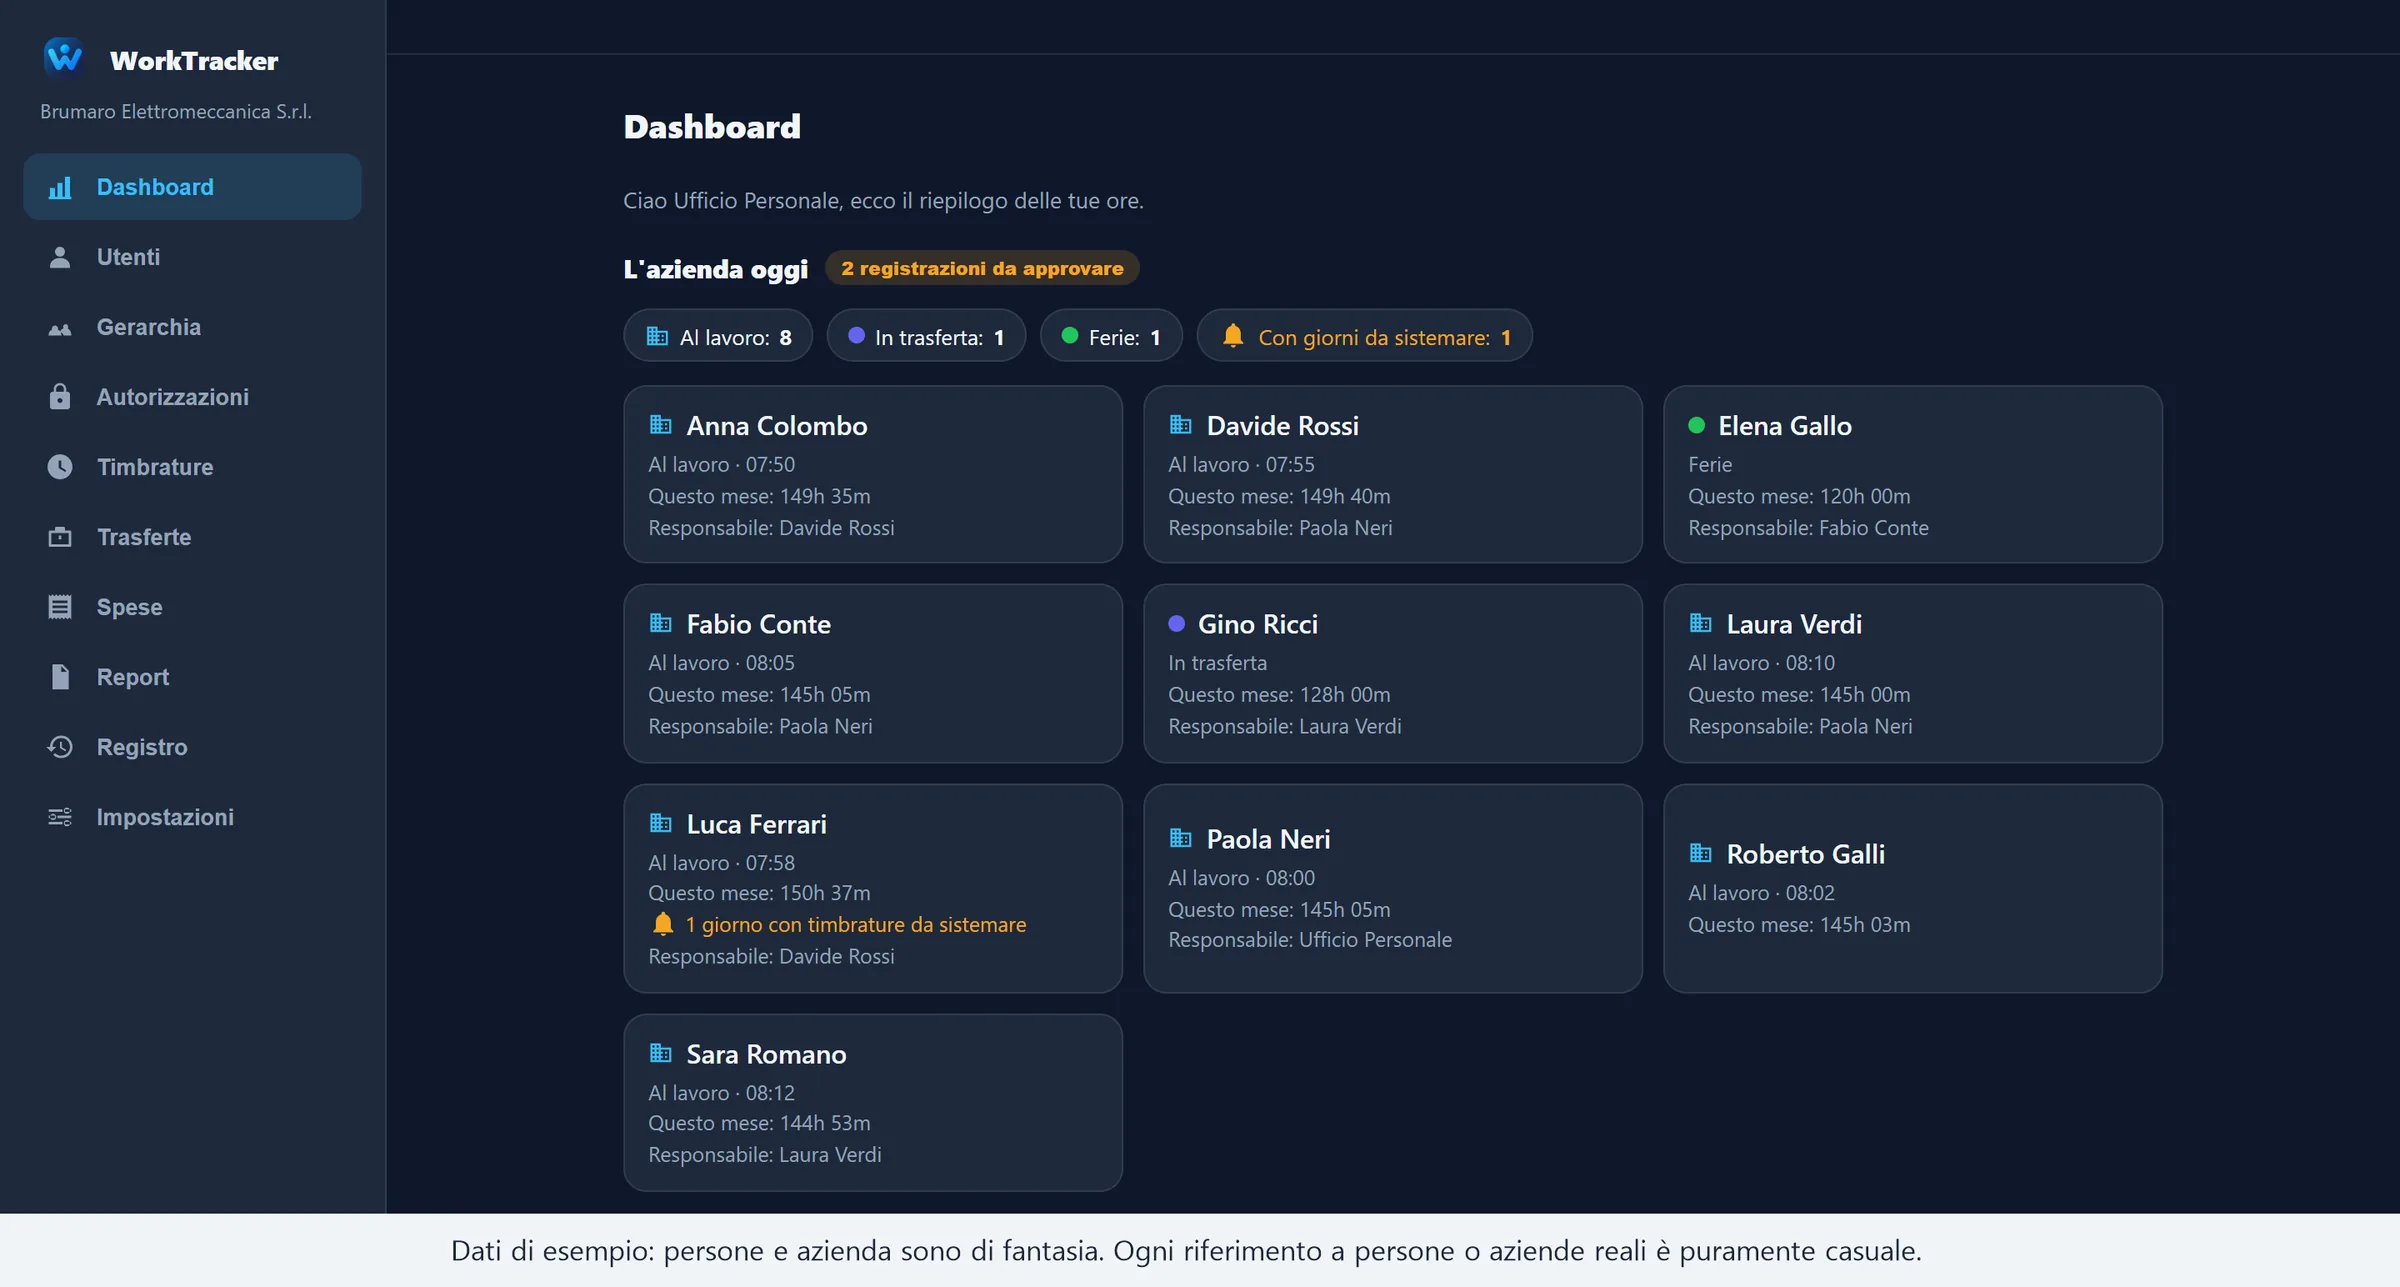 WorkTracker
Brumaro Elettromeccanica S.r.l.
Dashboard
Utenti
Gerarchia
Autorizzazioni
Timbrature
Trasferte
Spese
Report
Registro
Impostazioni
Dashboard
Ciao Ufficio Personale, ecco il riepilogo delle tue ore.
L'azienda oggi 2 registrazioni da approvare
Al lavoro: 8 In trasferta: 1 Ferie: 1 Con giorni da sistemare: 1
Anna Colombo
Al lavoro · 07:50
Questo mese: 149h 35m
Responsabile: Davide Rossi
Davide Rossi
Al lavoro · 07:55
Questo mese: 149h 40m
Responsabile: Paola Neri
Elena Gallo
Ferie
Questo mese: 120h 00m
Responsabile: Fabio Conte
Fabio Conte
Al lavoro · 08:05
Questo mese: 145h 05m
Responsabile: Paola Neri
Gino Ricci
In trasferta
Questo mese: 128h 00m
Responsabile: Laura Verdi
Laura Verdi
Al lavoro · 08:10
Questo mese: 145h 00m
Responsabile: Paola Neri
Luca Ferrari
Al lavoro · 07:58
Questo mese: 150h 37m
1 giorno con timbrature da sistemare
Responsabile: Davide Rossi
Paola Neri
Al lavoro · 08:00
Questo mese: 145h 05m
Responsabile: Ufficio Personale
Roberto Galli
Al lavoro · 08:02
Questo mese: 145h 03m
Sara Romano
Al lavoro · 08:12
Questo mese: 144h 53m
Responsabile: Laura Verdi
Dati di esempio: persone e azienda sono di fantasia. Ogni riferimento a persone o aziende reali è puramente casuale.